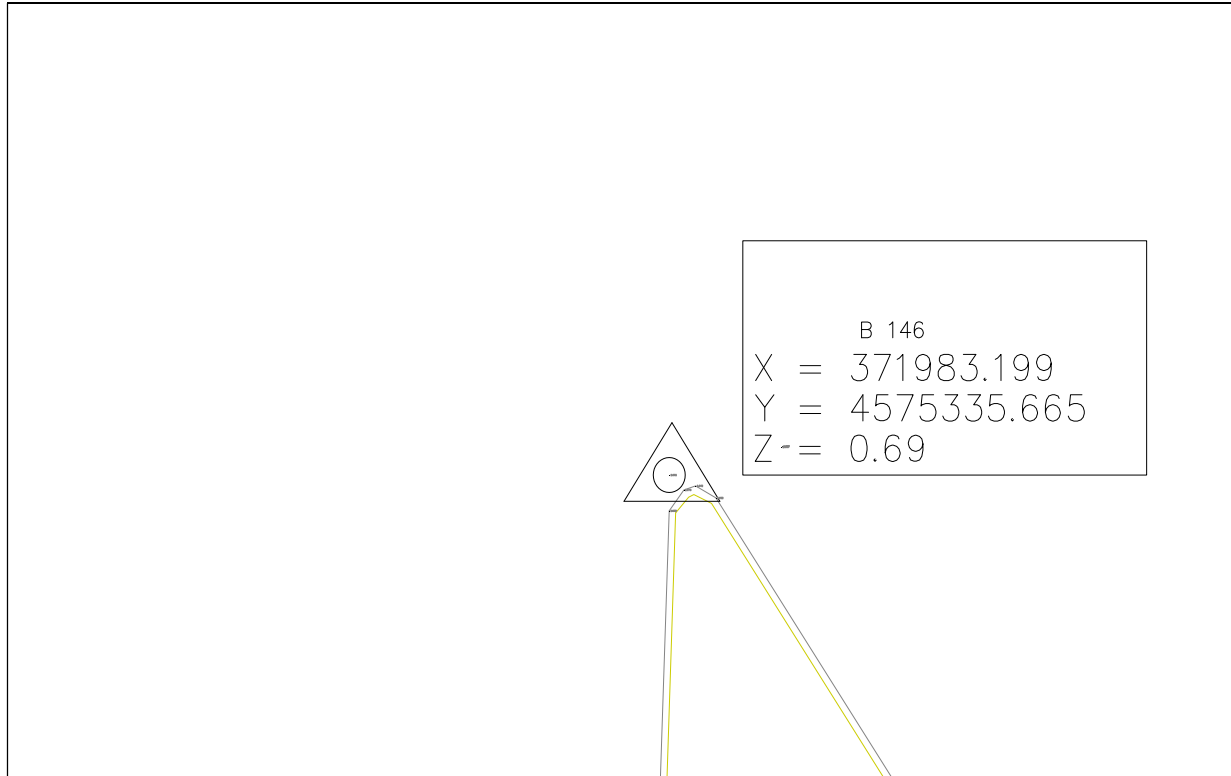 B 146
X = 371983.199
Y = 4575335.665
Z = 0.69